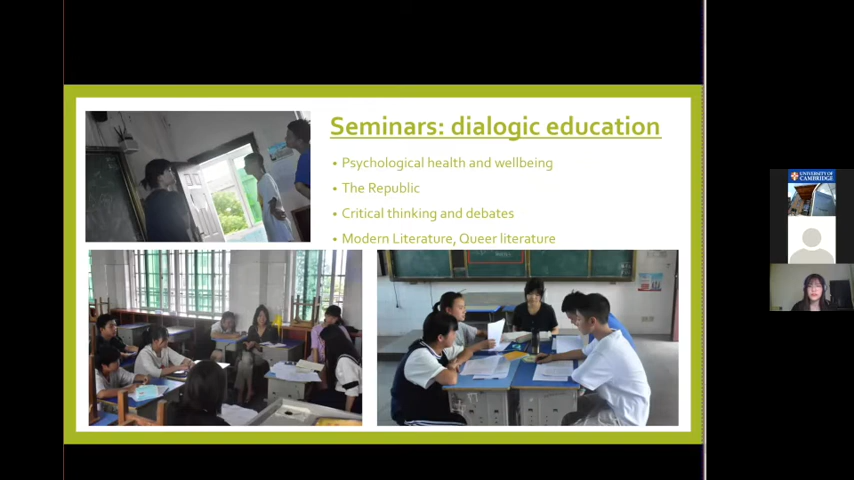 Seminars: dialogic education
• Psychological health and wellbeing
• The Republic
• Critical thinking and debates
• Modern Literature, Queer literature
UNIVERSITY OF
CAMBRIDGE